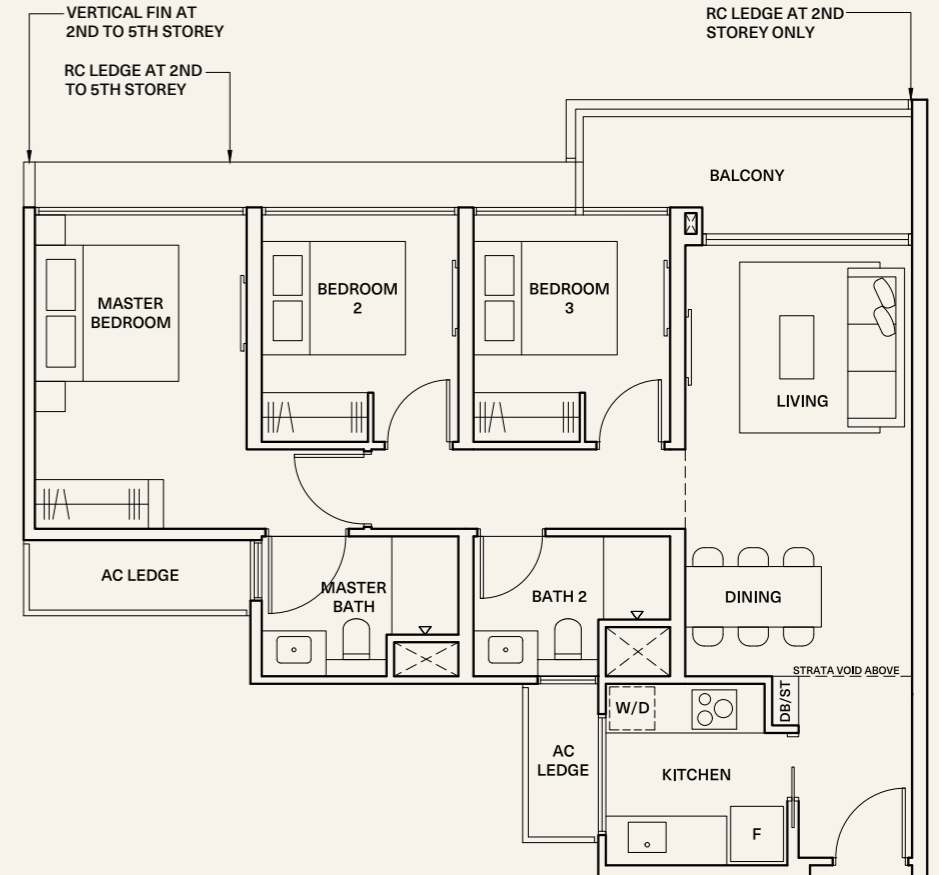 VERTICAL FIN AT
2ND TO 5TH STOREY
RC LEDGE AT 2ND
STOREY ONLY
RC LEDGE AT 2ND
TO 5TH STOREY
BALCONY
MASTER
BEDROOM
BEDROOM
2
BEDROOM
3
LIVING
AC LEDGE
MASTER
BATH
BATH 2
DINING
STRATA VOID ABOVE
DB/ST
W/D
AC
LEDGE
KITCHEN
F